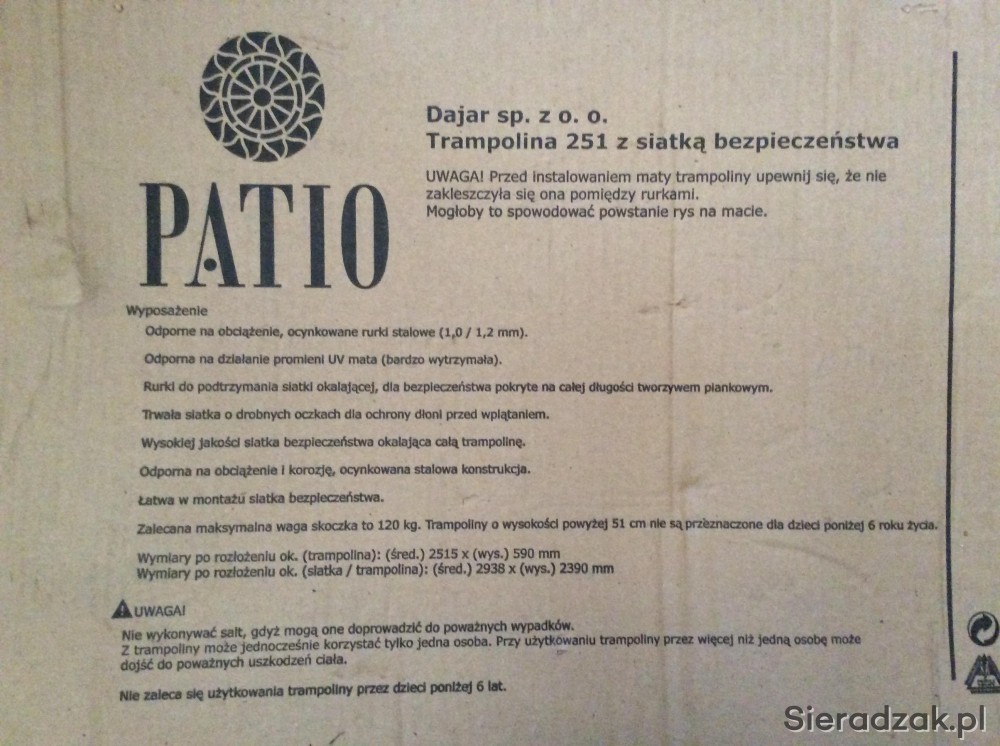 PATIO
Dajar sp. z o. o.
Trampolina 251 z siatką bezpieczeństwa
UWAGA! Przed instalowaniem maty trampoliny upewnij się, że nie
zakleszczyła się ona pomiędzy rurkami.
Mogłoby to spowodować powstanie rys na macie.
Wyposażenie
Odporne na obciążenie, ocynkowane rurki stalowe (1,0 / 1,2 mm).
Odporna na działanie promieni UV mata (bardzo wytrzymała).
Rurki do podtrzymania siatki okalającej, dla bezpieczeństwa pokryte na całej długości tworzywem piankowym.
Trwała siatka o drobnych oczkach dla ochrony dłoni przed wplątaniem.
Wysokiej jakości siatka bezpieczeństwa okalająca całą trampolinę.
Odporna na obciążenie i korozję, ocynkowana stalowa konstrukcja.
Łatwa w montażu siatka bezpieczeństwa.
Zalecana maksymalna waga skoczka to 120 kg. Trampoliny o wysokości powyżej 51 cm nie są przeznaczone dla dzieci poniżej 6 roku życia.
Wymiary po rozłożeniu ok. (trampolina): (śred.) 2515 x (wys.) 590 mm
Wymiary po rozłożeniu ok. (siatka / trampolina): (śred.) 2938 x (wys.) 2390 mm
UWAGA!
Nie wykonywać salt, gdyż mogą one doprowadzić do poważnych wypadków.
Z trampoliny może jednocześnie korzystać tylko jedna osoba. Przy użytkowaniu trampoliny przez więcej niż jedną osobę może
dojść do poważnych uszkodzeń ciała.
Nie zaleca się użytkowania trampoliny przez dzieci poniżej 6 lat.
Sieradzak.pl